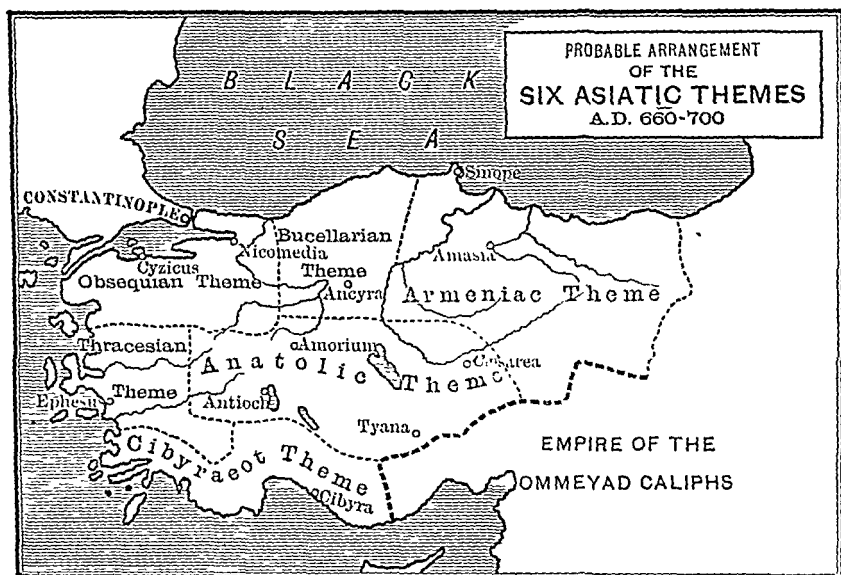 PROBABLE ARRANGEMENT
OF THE
SIX ASIATIC THEMES
A.D. 660-700
BLACK
SEA
Sinope
CONSTANTINOPLE
Nicomedia
Bucellarian
Theme
Amasia
Cyzicus
Obsequian Theme
Ancyra
Armeniac Theme
Thracesian
Theme
Amorium
Anatolic Theme
Cæsarea
Ephesu
Antioch
Tyana
EMPIRE OF THE
OMMEYAD CALIPHS
Cibyraeot Theme
Cibyra